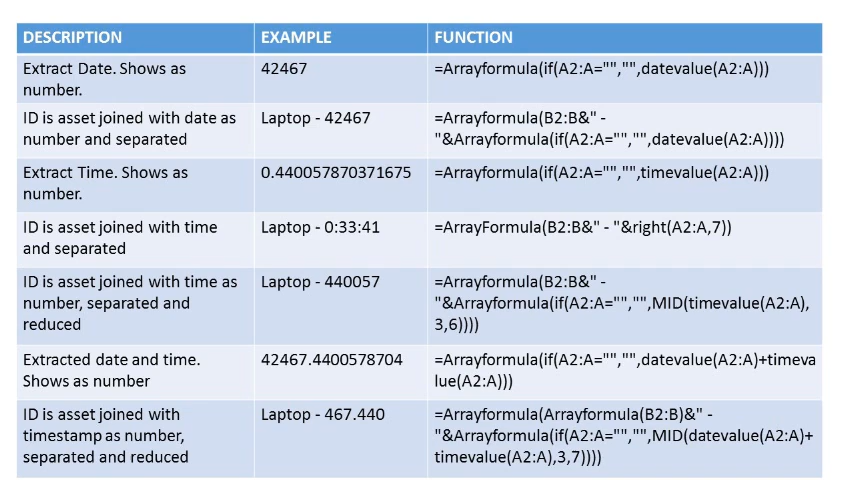 DESCRIPTION EXAMPLE FUNCTION
Extract Date. Shows as
number.
42467
=Arrayformula(if(A2:A="","",datevalue(A2:A)))
ID is asset joined with date as
number and separated
Laptop - 42467
=Arrayformula(B2:B&" -
"&Arrayformula(if(A2:A="","",datevalue(A2:A))))
Extract Time. Shows as
number.
0.440057870371675
=Arrayformula(if(A2:A="","",timevalue(A2:A)))
ID is asset joined with time
and separated
Laptop - 0:33:41
=ArrayFormula(B2:B&" - "&right(A2:A,7))
ID is asset joined with time as
number, separated and
reduced
Laptop - 440057
=Arrayformula(B2:B&" -
"&Arrayformula(if(A2:A="","",MID(timevalue(A2:A),
3,6))))
Extracted date and time.
Shows as number
42467.4400578704
=Arrayformula(if(A2:A="","",datevalue(A2:A)+timeva
lue(A2:A)))
ID is asset joined with
timestamp as number,
separated and reduced
Laptop - 467.440
=Arrayformula(Arrayformula(B2:B)&" -
"&Arrayformula(if(A2:A="","",MID(datevalue(A2:A)+
timevalue(A2:A),3,7))))